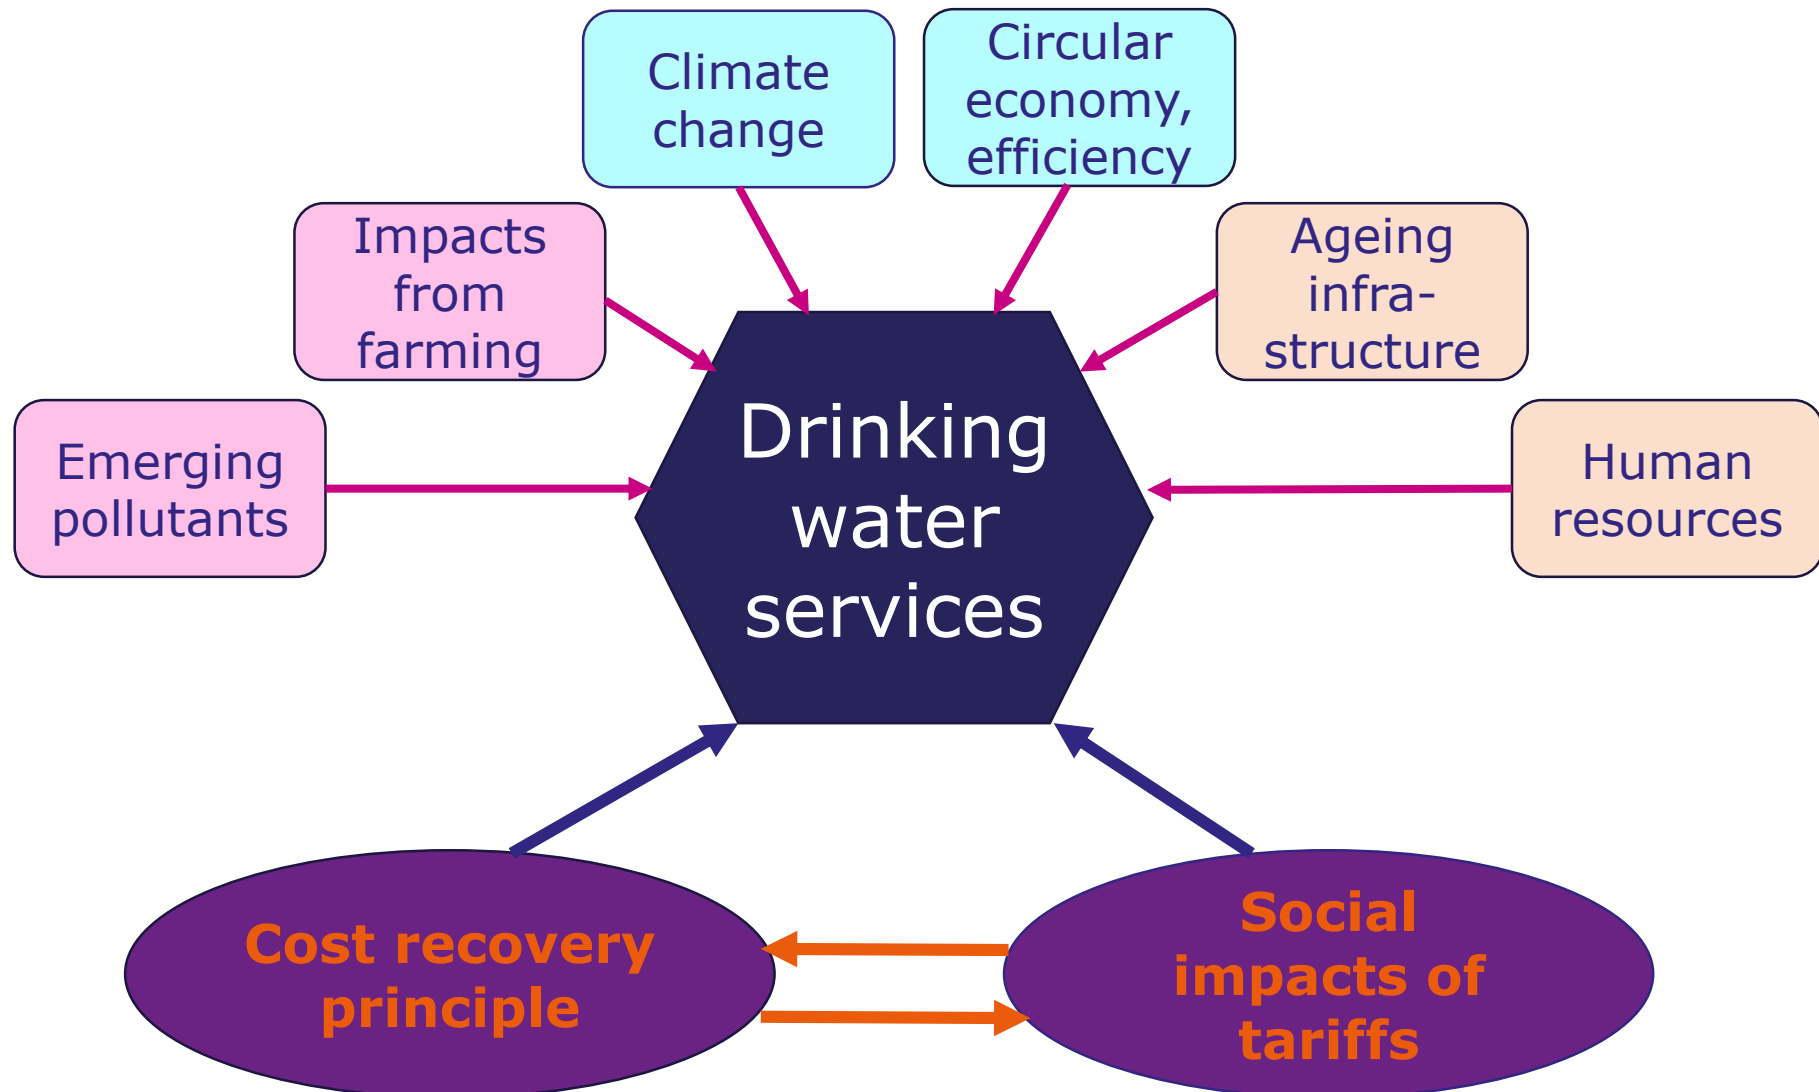 Climate
change
Circular
economy,
efficiency
Impacts
from
farming
Ageing
infra-
structure
Emerging
pollutants
Drinking
water
services
Human
resources
Cost recovery
principle
Social
impacts of
tariffs